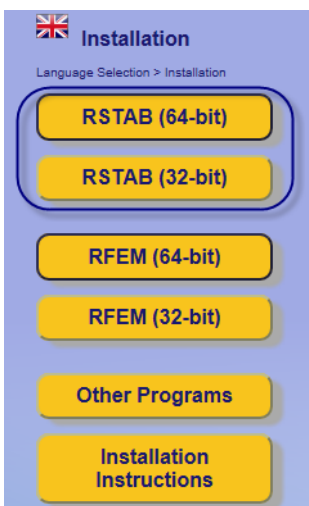 Installation
Language Selection > Installation
RSTAB (64-bit)
RSTAB (32-bit)
RFEM (64-bit)
RFEM (32-bit)
Other Programs
Installation
Instructions